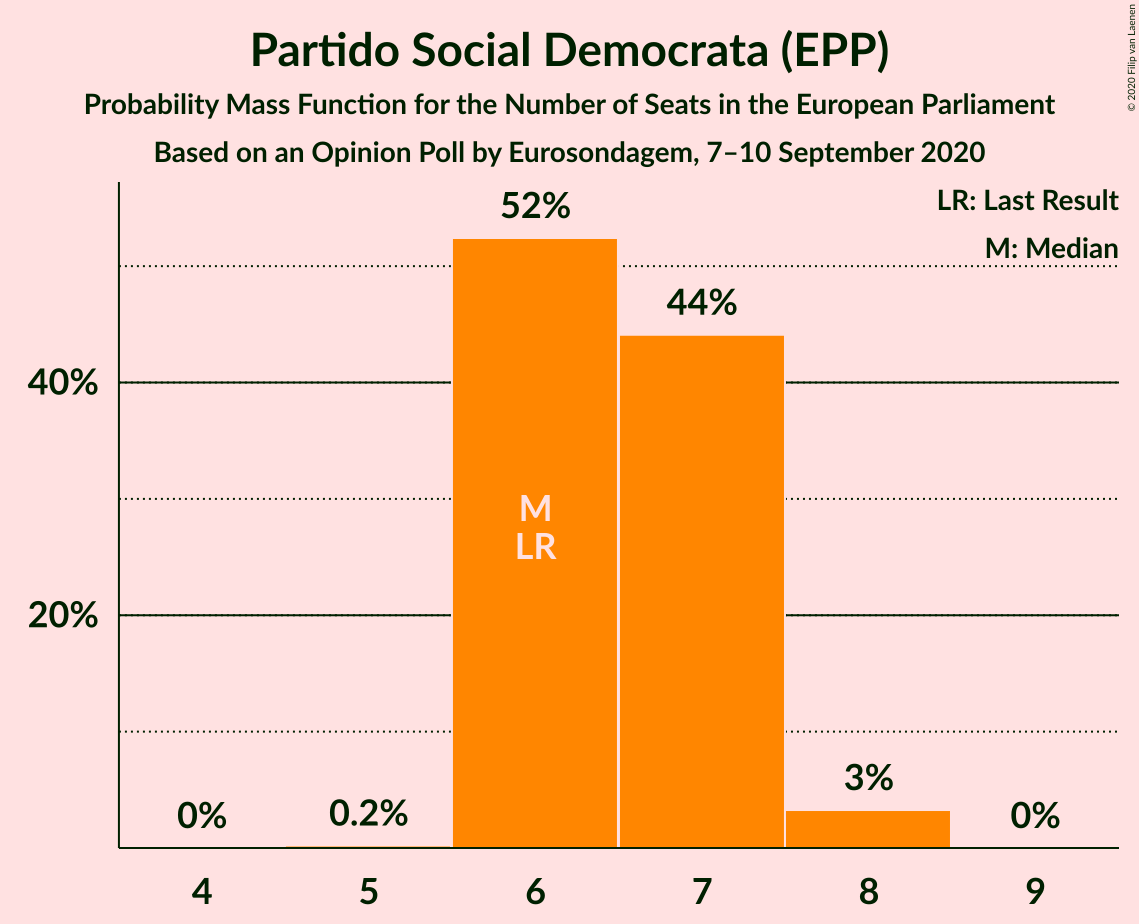 Partido Social Democrata (EPP)
Probability Mass Function for the Number of Seats in the European Parliament
Based on an Opinion Poll by Eurosondagem, 7–10 September 2020
© 2020 Filip van Laenen
LR: Last Result
M: Median
52%
44%
40%
M
LR
20%
3%
0%
0.2%
0%
4
5
6
7
8
9